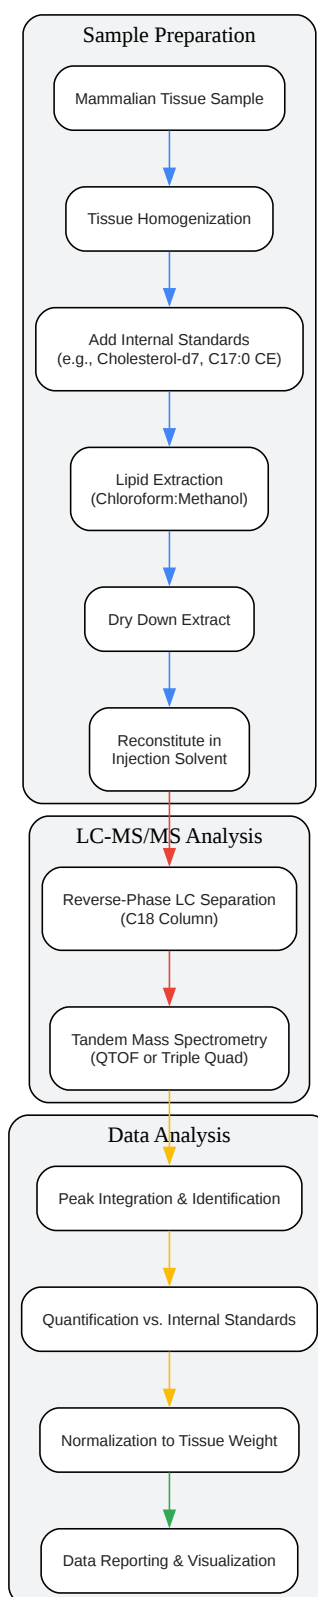 Sample Preparation
Mammalian Tissue Sample
Tissue Homogenization
Add Internal Standards
(e.g., Cholesterol-d7, C17:0 CE)
Lipid Extraction
(Chloroform:Methanol)
Dry Down Extract
Reconstitute in
Injection Solvent
LC-MS/MS Analysis
Reverse-Phase LC Separation
(C18 Column)
Tandem Mass Spectrometry
(QTOF or Triple Quad)
Data Analysis
Peak Integration & Identification
Quantification vs. Internal Standards
Normalization to Tissue Weight
Data Reporting & Visualization